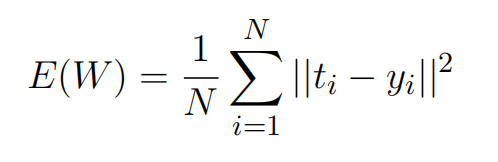 E(W) = \frac{1}{N} \sum_{i=1}^{N} ||t_i - y_i||^2